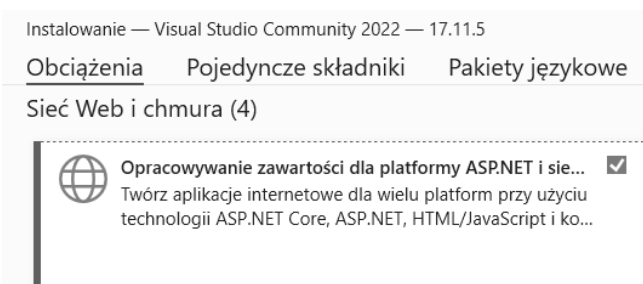 Instalowanie — Visual Studio Community 2022 — 17.11.5
Obciążenia Pojedyncze składniki Pakiety językowe
Sieć Web i chmura (4)
Opracowywanie zawartości dla platformy ASP.NET i sie...
Twórz aplikacje internetowe dla wielu platform przy użyciu
technologii ASP.NET Core, ASP.NET, HTML/JavaScript i ko...